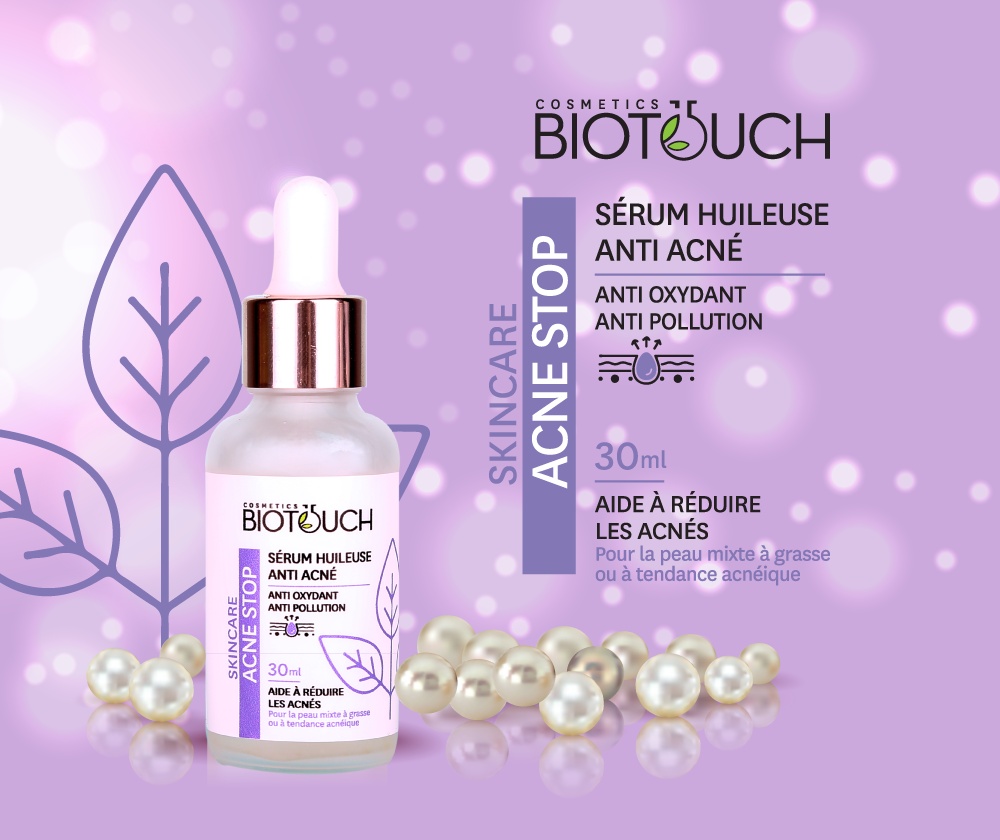 COSMETICS
BIOTOUCH
SÉRUM HUILEUSE
ANTI ACNÉ
ANTI OXYDANT
ANTI POLLUTION
SKINCARE
ACNE STOP
30ml
AIDE À RÉDUIRE
LES ACNÉS
Pour la peau mixte à grasse
ou à tendance acnéique
COSMETICS
BIOTOUCH
SÉRUM HUILEUSE
ANTI ACNÉ
ANTI OXYDANT
ANTI POLLUTION
SKINCARE
ACNE STOP
30ml
AIDE À RÉDUIRE
LES ACNÉS
Pour la peau mixte à grasse
ou à tendance acnéique